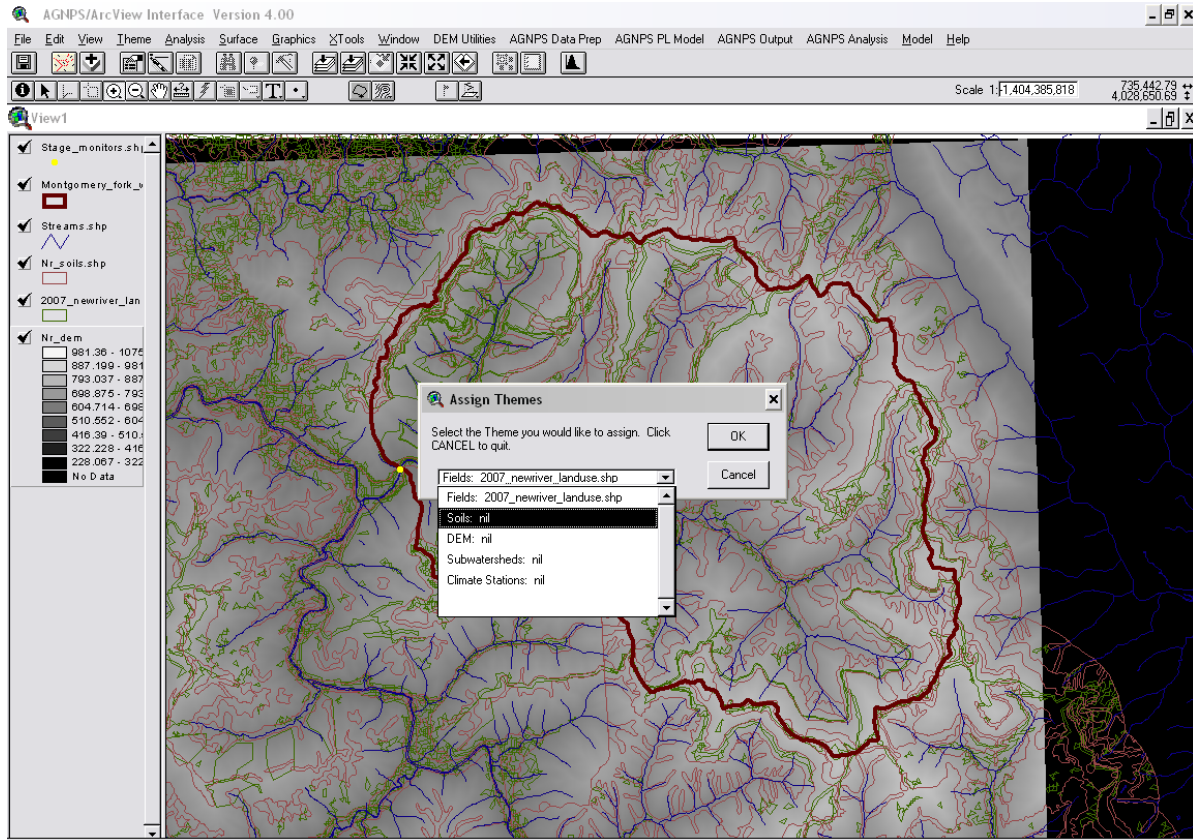 AGNPS/ArcView Interface Version 4.00
File Edit View Theme Analysis Surface Graphics XTools Window DEM Utilities AGNPS Data Prep AGNPS PL Model AGNPS Output AGNPS Analysis Model Help
T
Scale 1: -1,404,385,818
735,442.79
4,028,650.69
View1
Stage_monitors.shp
Montgomery_fork_w
Streams.shp
Nr_soils.shp
2007_newriver_lan
Nr_dem
981.36 - 1075
887.199 - 981
793.037 - 887
698.875 - 793
604.714 - 698
510.552 - 604
416.39 - 510.
322.228 - 416
228.067 - 322
No Data
Assign Themes
Select the Theme you would like to assign. Click
CANCEL to quit.
OK
Cancel
Fields: 2007_newriver_landuse.shp
Fields: 2007_newriver_landuse.shp
Soils: nil
DEM: nil
Subwatersheds: nil
Climate Stations: nil